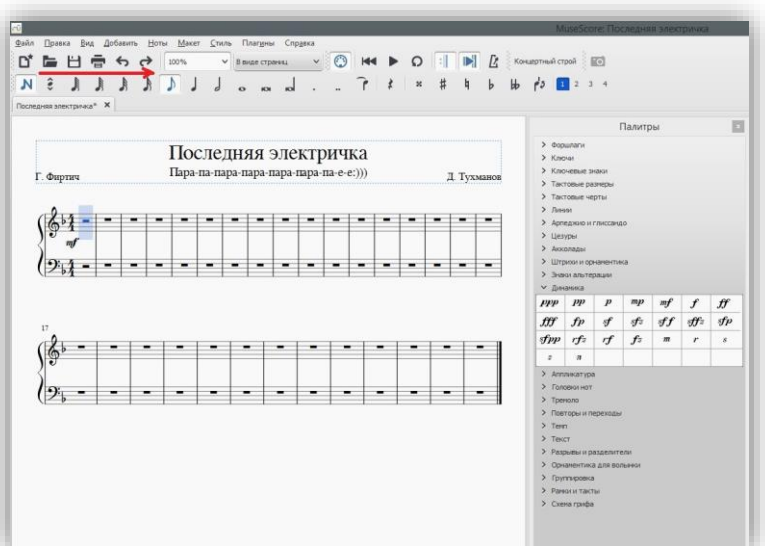 MuseScore: Последняя электричка
Файл Правка Вид Добавить Ноты Макет Стиль Плагины Справка
100% В виде страниц Концертный строй
N 1 2 3 4
Последняя электричка* X
Палитры
Последняя электричка
Пара-па-пара-пара-пара-пара-па-е-е:)))
Г. Фиртич Д. Тухманов
mf
17
> Форшлаги
> Ключи
> Ключевые знаки
> Тактовые размеры
> Тактовые черты
> Линии
> Арпеджио и глиссандо
> Цезуры
> Акколады
> Штрихи и орнаментика
> Знаки альтерации
Динамика
ppp pp p mp mf f ff
fff fp sf sfz sff sffz sfp
sfpp rfz rf fz m r s
z n
> Аппликатура
> Головки нот
> Тремоло
> Повторы и переходы
> Темп
> Текст
> Разрывы и разделители
> Орнаментика для волынки
> Группировка
> Рамки и такты
> Схема грифа